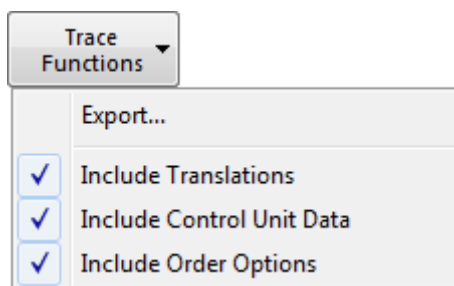 Trace
Functions
Export...
Include Translations
Include Control Unit Data
Include Order Options